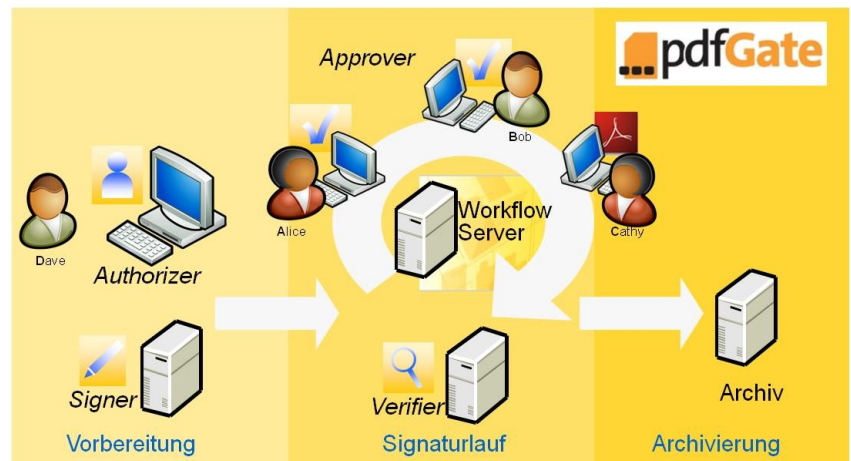 Approver
...pdfGate
Bob
Dave
Authorizer
Alice
Workflow
Server
Cathy
Signer
Verifier
Archiv
Vorbereitung
Signaturlauf
Archivierung